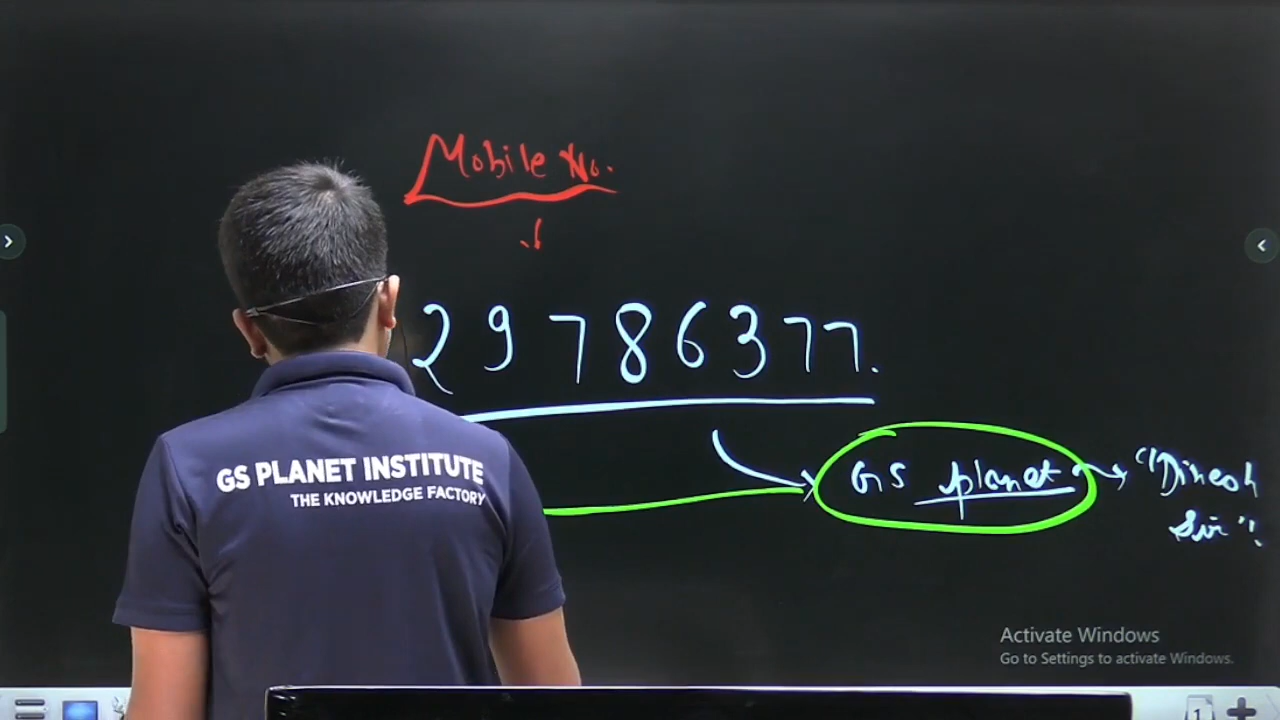 Mobile No.
29786377.
GS planet
"Dinesh
Sir".
GS PLANET INSTITUTE
THE KNOWLEDGE FACTORY
Activate Windows
Go to Settings to activate Windows.
1